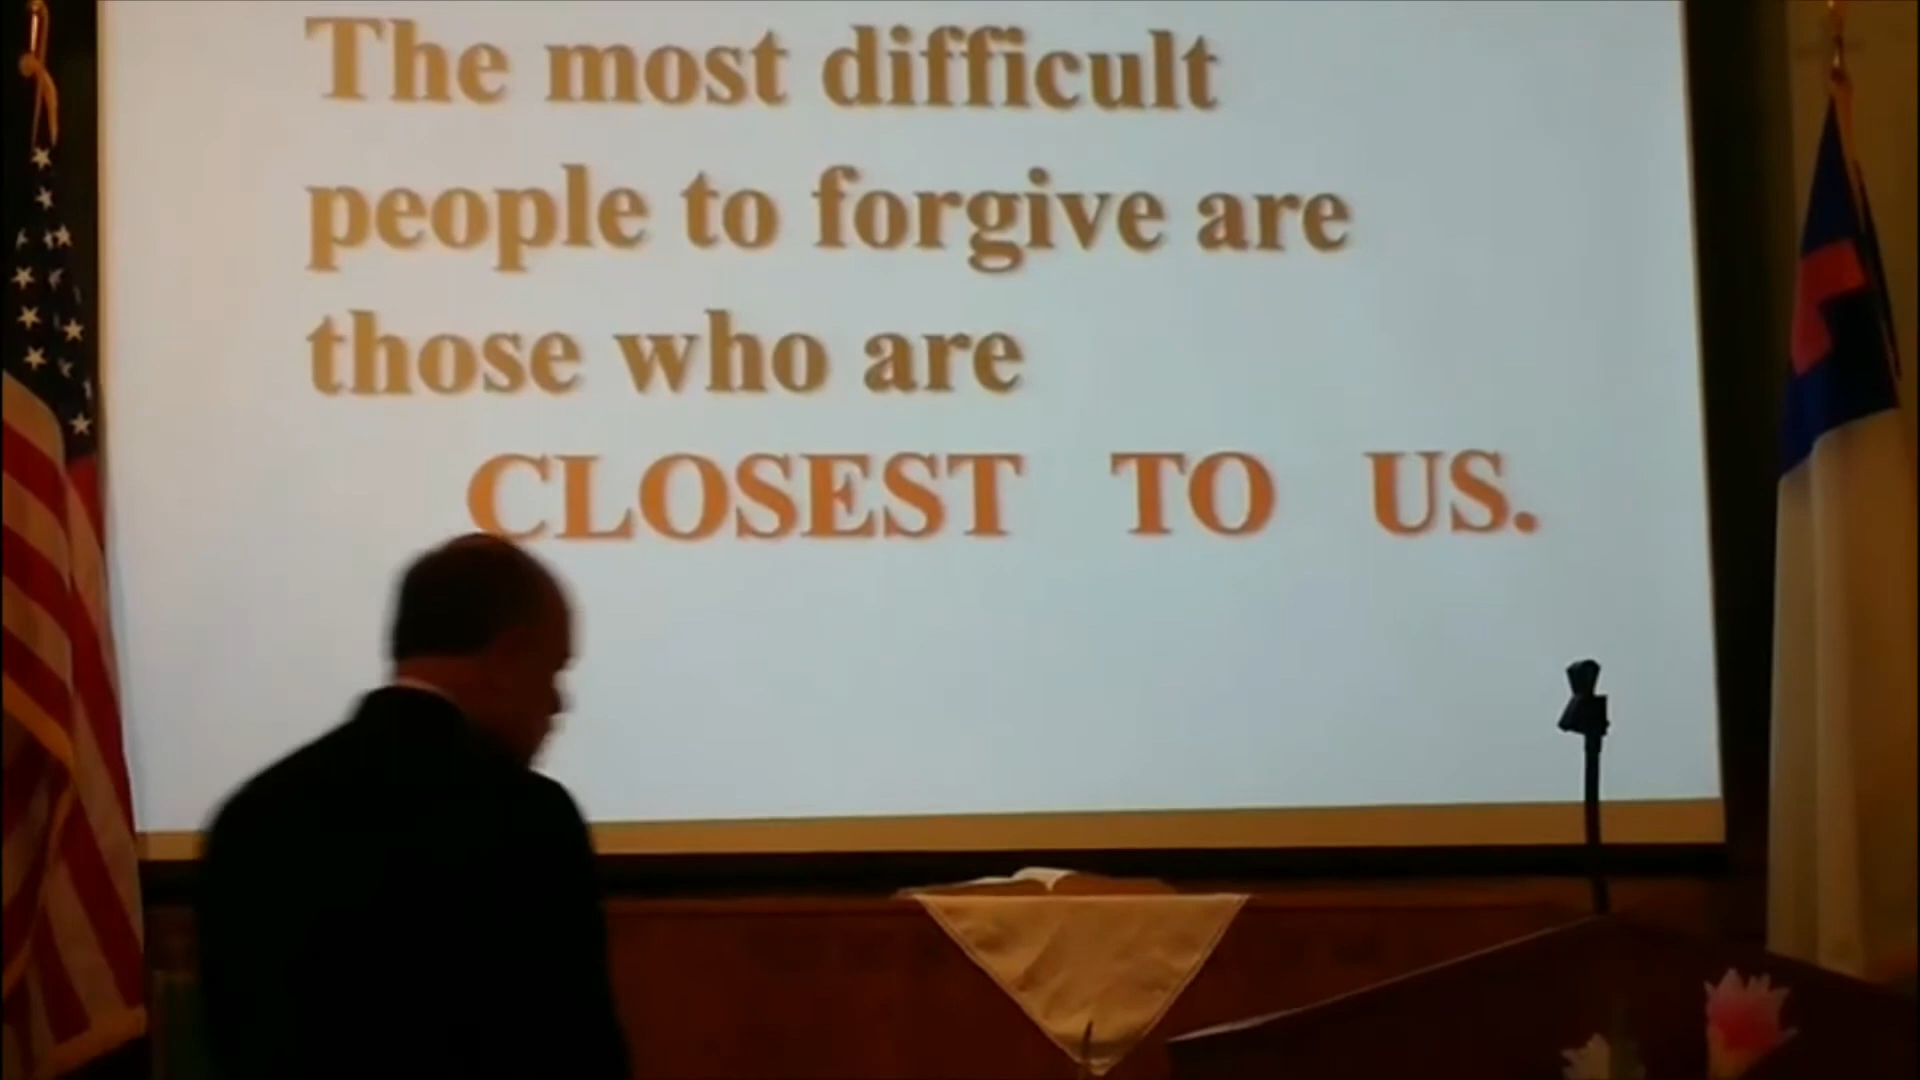 The most difficult
people to forgive are
those who are
CLOSEST TO US.